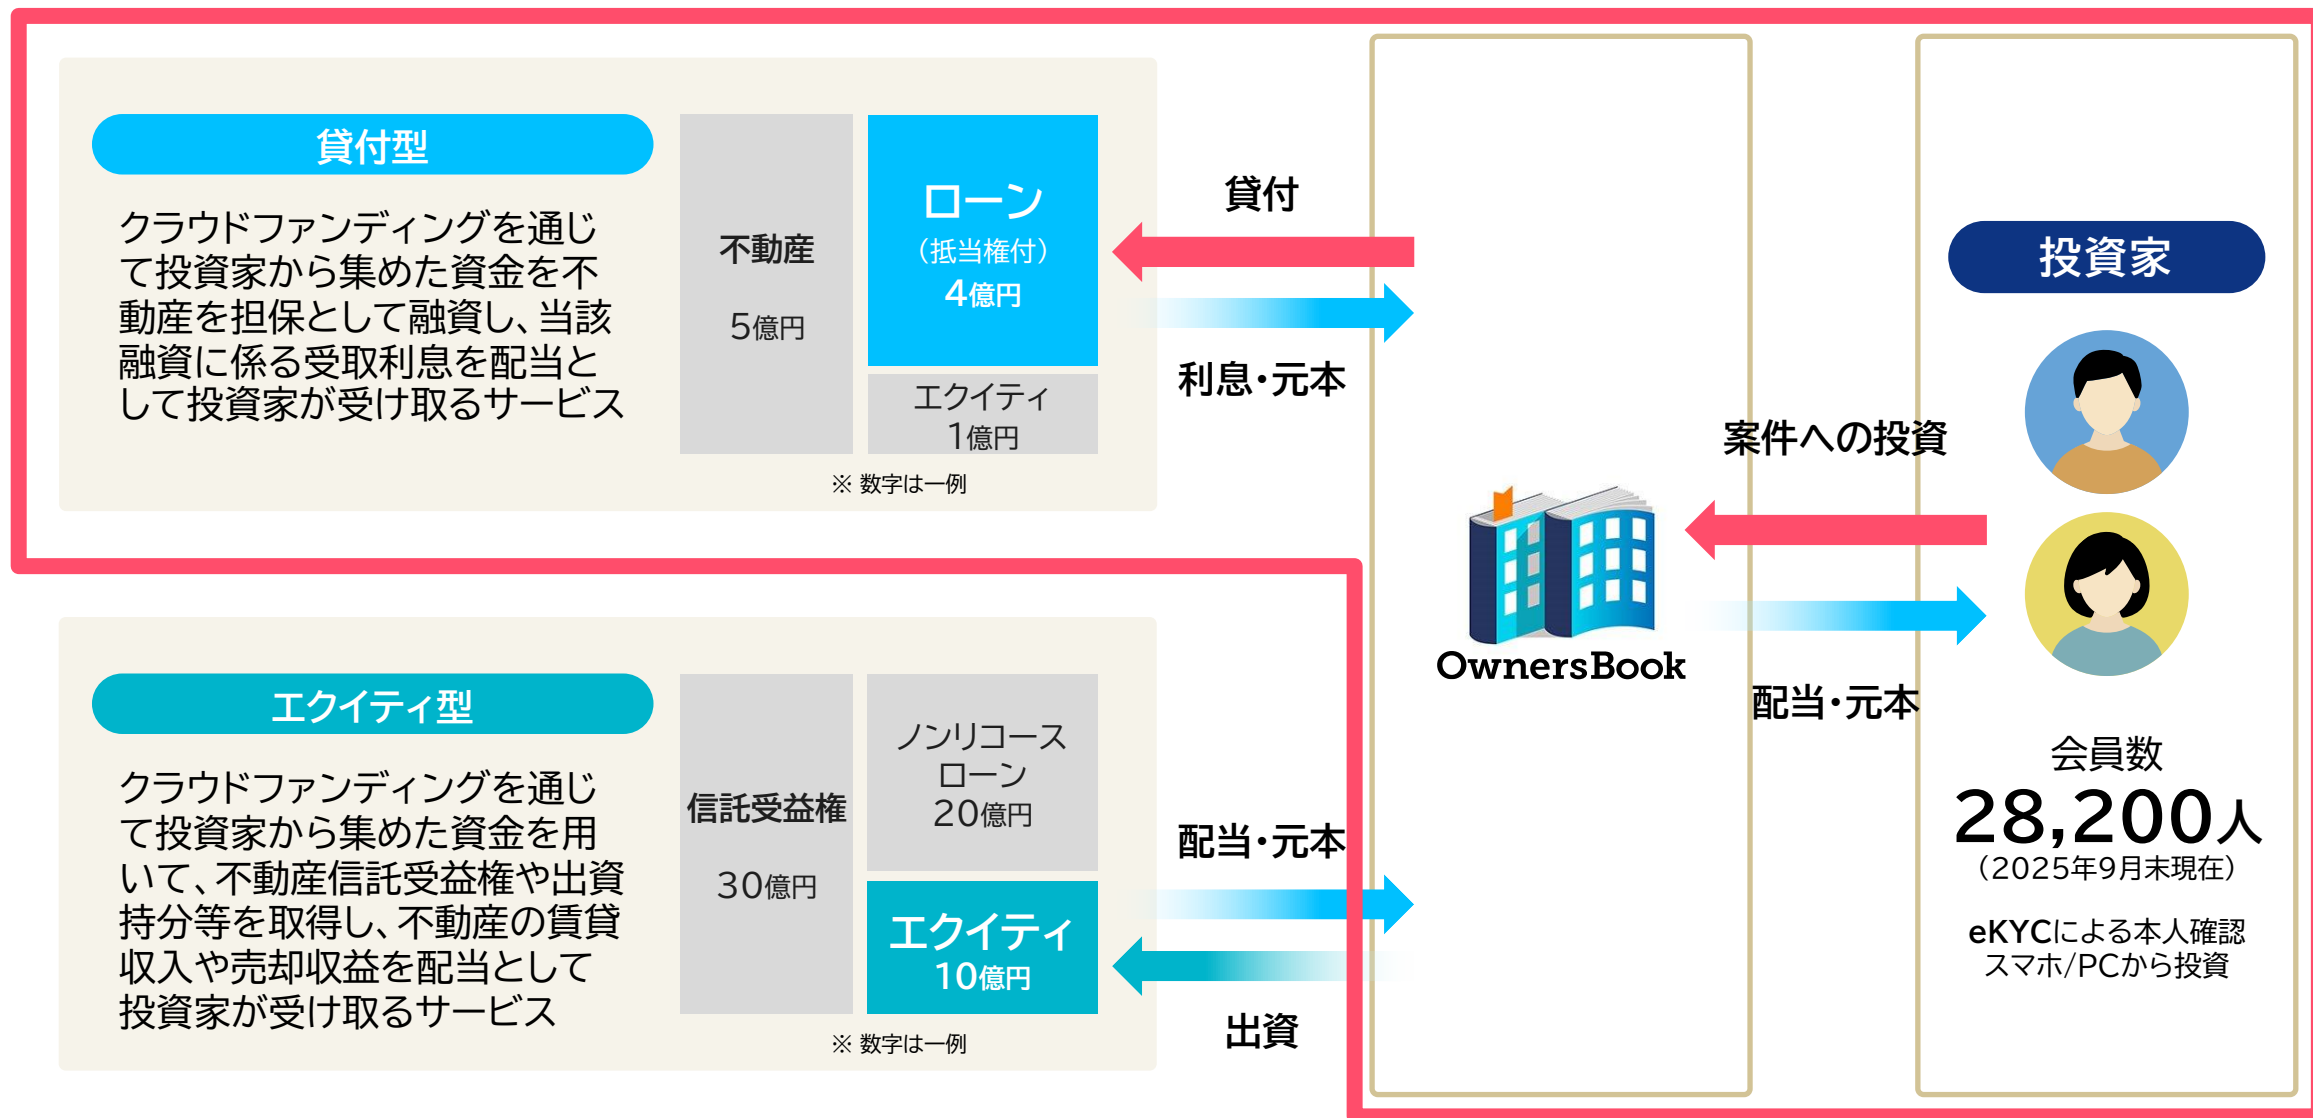 貸付型
クラウドファンディングを通じ
て投資家から集めた資金を不
動産を担保として融資し、当該
融資に係る受取利息を配当と
して投資家が受け取るサービス
不動産
5億円
ローン
（抵当権付）
4億円
エクイティ
1億円
※ 数字は一例
貸付
利息・元本
エクイティ型
クラウドファンディングを通じ
て投資家から集めた資金を用
いて、不動産信託受益権や出資
持分等を取得し、不動産の賃貸
収入や売却収益を配当として
投資家が受け取るサービス
信託受益権
30億円
ノンリコース
ローン
20億円
エクイティ
10億円
※ 数字は一例
配当・元本
出資
OwnersBook
案件への投資
配当・元本
投資家
会員数
28,200人
（2025年9月末現在）
eKYCによる本人確認
スマホ/PCから投資